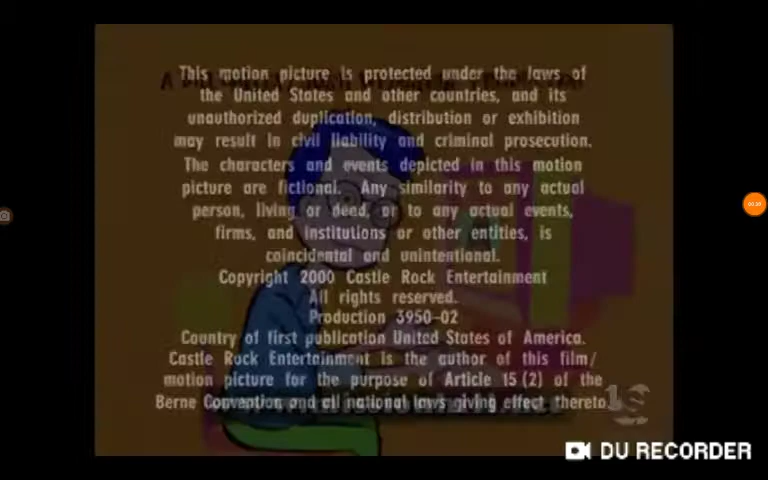 This motion picture is protected under the laws of
the United States and other countries, and its
unauthorized duplication, distribution or exhibition
may result in civil liability and criminal prosecution.
The characters and events depicted in this motion
picture are fictional. Any similarity to any actual
person, living or dead, or to any actual events,
firms, and institutions or other entities, is
coincidental and unintentional.
Copyright 2000 Castle Rock Entertainment
All rights reserved.
Production 3950-02
Country of first publication United States of America.
Castle Rock Entertainment is the author of this film/
motion picture for the purpose of Article 15 (2) of the
Berne Convention and all national laws giving effect thereto.
DU RECORDER